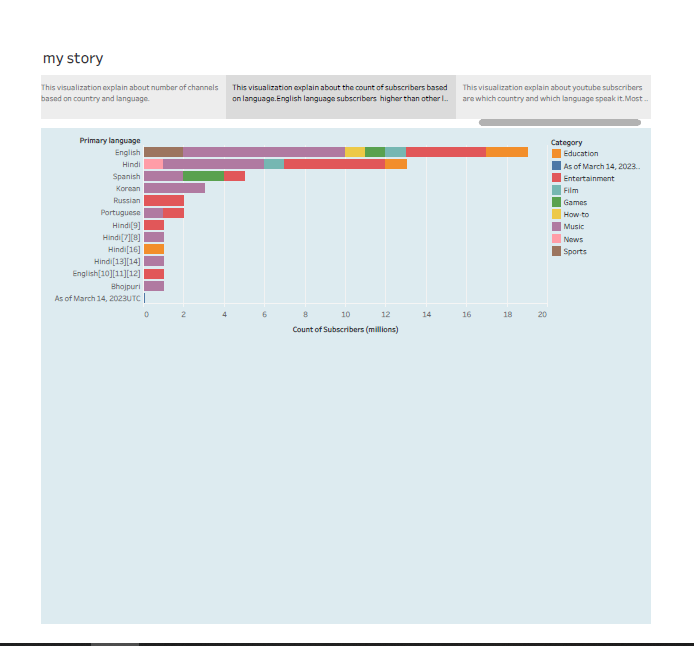 my story
This visualization explain about number of channels
based on country and language.
This visualization explain about the count of subscribers based
on language.English language subscribers higher than other l..
This visualization explain about youtube subscribers
are which country and which language speak it.Most ..
Primary language
English
Hindi
Spanish
Korean
Russian
Portuguese
Hindi[9]
Hindi[7][8]
Hindi[16]
Hindi[13][14]
English[10][11][12]
Bhojpuri
As of March 14, 2023UTC
0 2 4 6 8 10 12 14 16 18 20
Count of Subscribers (millions)
Category
Education
As of March 14, 2023..
Entertainment
Film
Games
How-to
Music
News
Sports